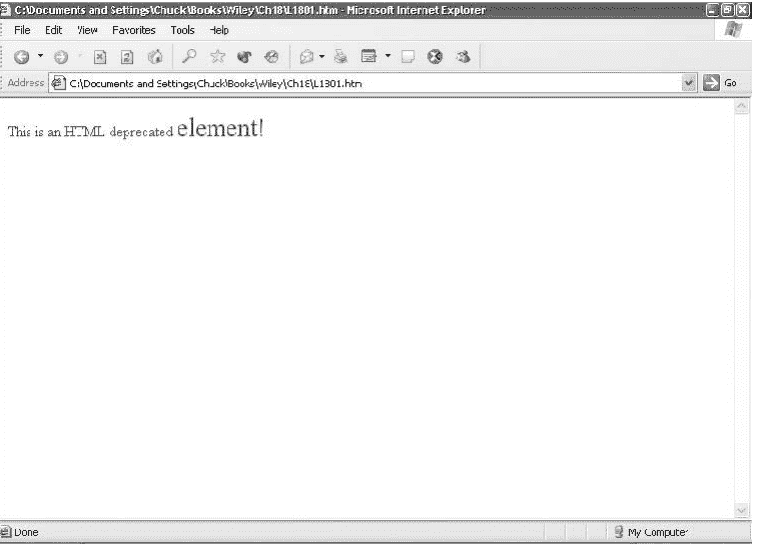 C:\Documents and Settings\Chuck\Books\Wiley\Ch18\L1801.htm - Microsoft Internet Explorer
File Edit View Favorites Tools Help
Address C:\Documents and Settings\Chuck\Books\Wiley\Ch18\L1801.htm Go
This is an HTML deprecated element!
Done My Computer